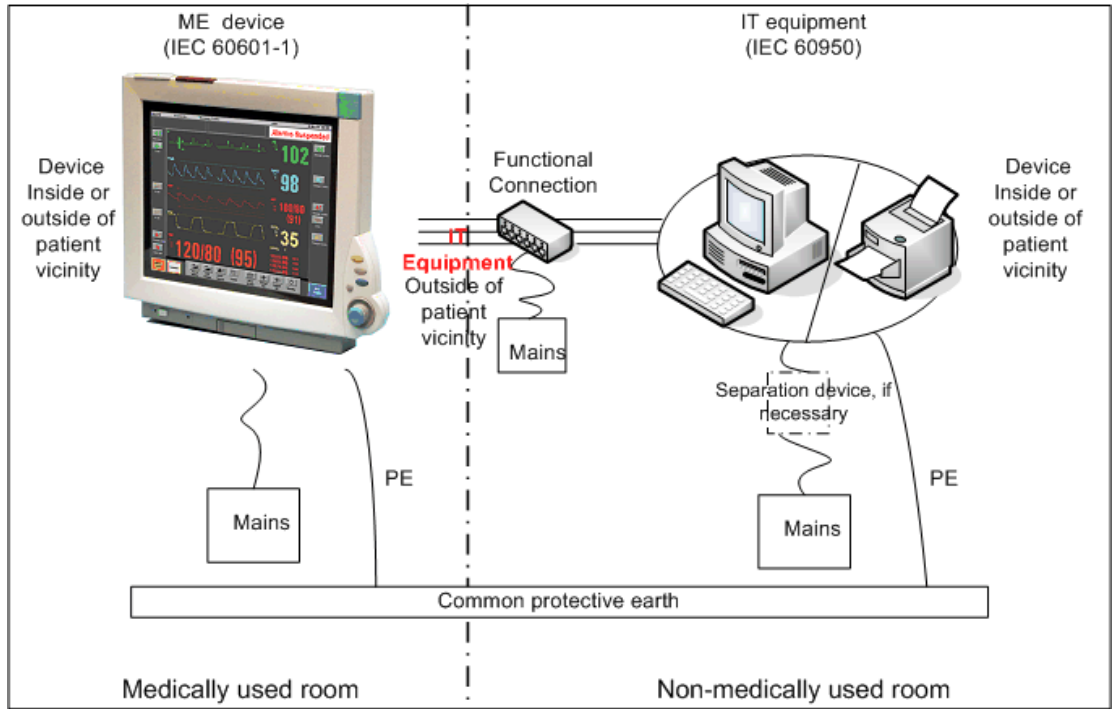 ME device
(IEC 60601-1)
IT equipment
(IEC 60950)
Device
Inside or
outside of
patient
vicinity
Alarms Suspended
102
98
100/60
(91)
35
120/80 (95)
Functional
Connection
IT
Equipment
Outside of
patient
vicinity
Mains
Device
Inside or
outside of
patient
vicinity
Separation device, if
necessary
Mains
PE
Mains
PE
Common protective earth
Medically used room
Non-medically used room